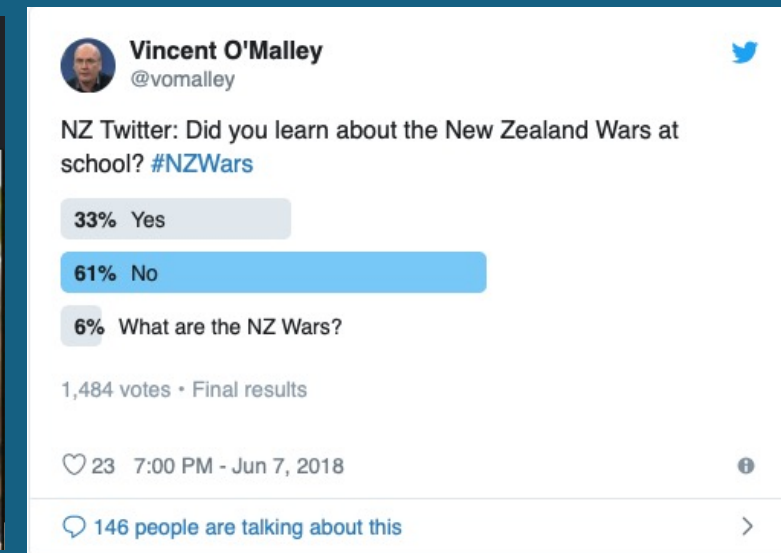 Vincent O'Malley
@vomalley
NZ Twitter: Did you learn about the New Zealand Wars at
school? #NZWars
33% Yes
61% No
6% What are the NZ Wars?
1,484 votes • Final results
23 7:00 PM - Jun 7, 2018
146 people are talking about this